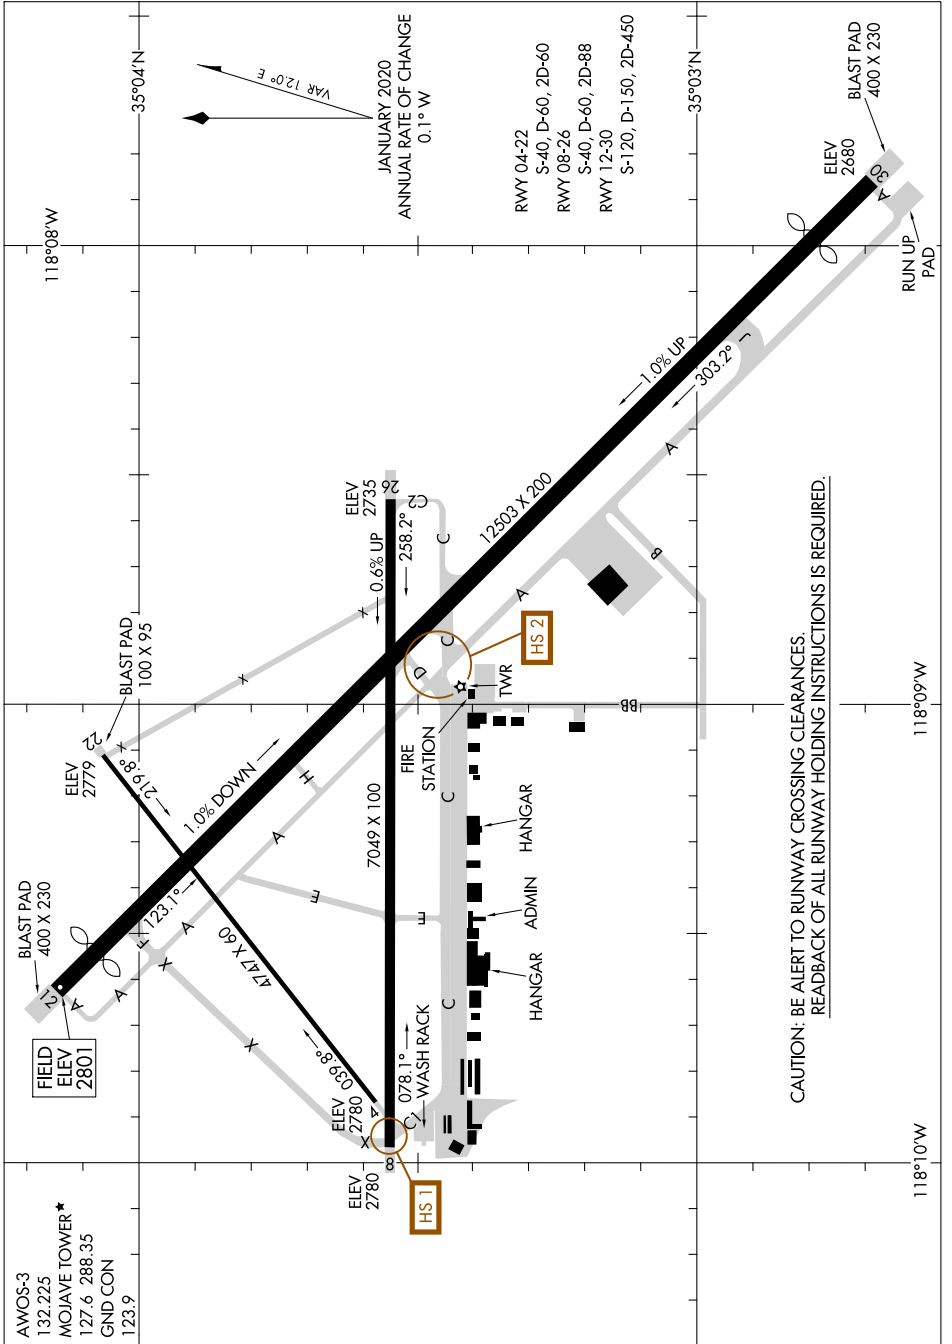 AWOS-3
132.225
MOJAVE TOWER★
127.6 288.35
GND CON
123.9
FIELD
ELEV
2801
BLAST PAD
400 X 230
12
A
A
F
A
X
X
123.1°
ELEV
2779
22
BLAST PAD
100 X 95
X
219.8°
1.0% DOWN
4747 X 60
039.8°
4
ELEV
2780
X
8
ELEV
2780
HS 1
C1
078.1°
WASH RACK
E
E
A
H
7049 X 100
X
X
0.6% UP
258.2°
ELEV
2735
26
C2
C
C
D
HS 2
C
C
FIRE
STATION
TWR
HANGAR
ADMIN
HANGAR
BB
B
A
A
12503 X 200
1.0% UP
303.2°
J
ELEV
2680
30
A
BLAST PAD
400 X 230
RUN UP
PAD
118°08'W
118°09'W
118°10'W
35°04'N
35°03'N
VAR 12.0° E
JANUARY 2020
ANNUAL RATE OF CHANGE
0.1° W
RWY 04-22
S-40, D-60, 2D-60
RWY 08-26
S-40, D-60, 2D-88
RWY 12-30
S-120, D-150, 2D-450
CAUTION: BE ALERT TO RUNWAY CROSSING CLEARANCES.
READBACK OF ALL RUNWAY HOLDING INSTRUCTIONS IS REQUIRED.